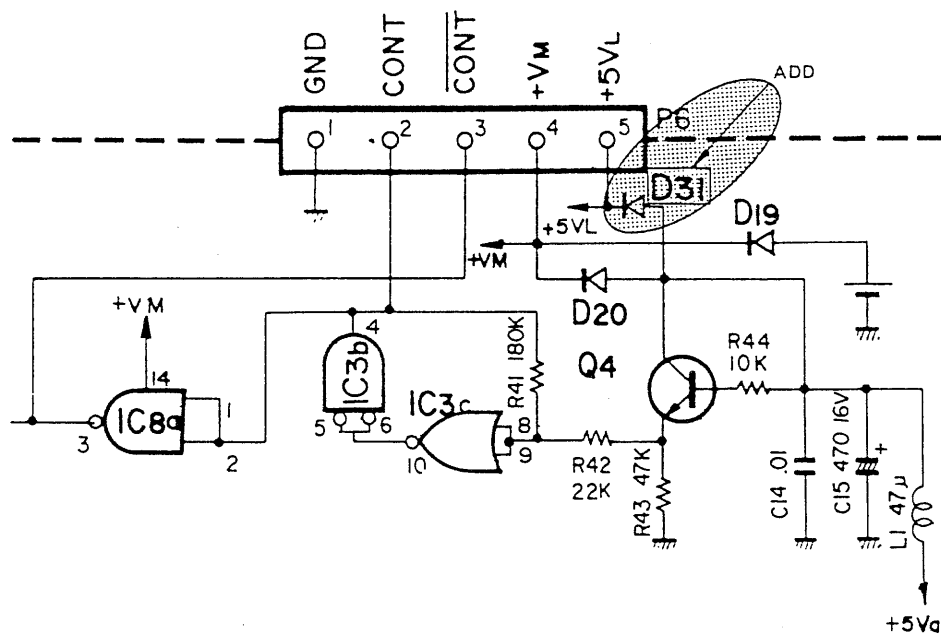 GND
CONT
CONT
+VM
+5VL
ADD
P6
1
2
3
4
5
D31
D19
+5VL
+VM
D20
+VM
4
R44
10K
Q4
14
IC3b
R41 180K
IC3c
IC8a
1
5
6
8
3
10
9
2
R42
22K
R43 47K
C14 .01
C15 470 16V
+
L1 47μ
+5Va